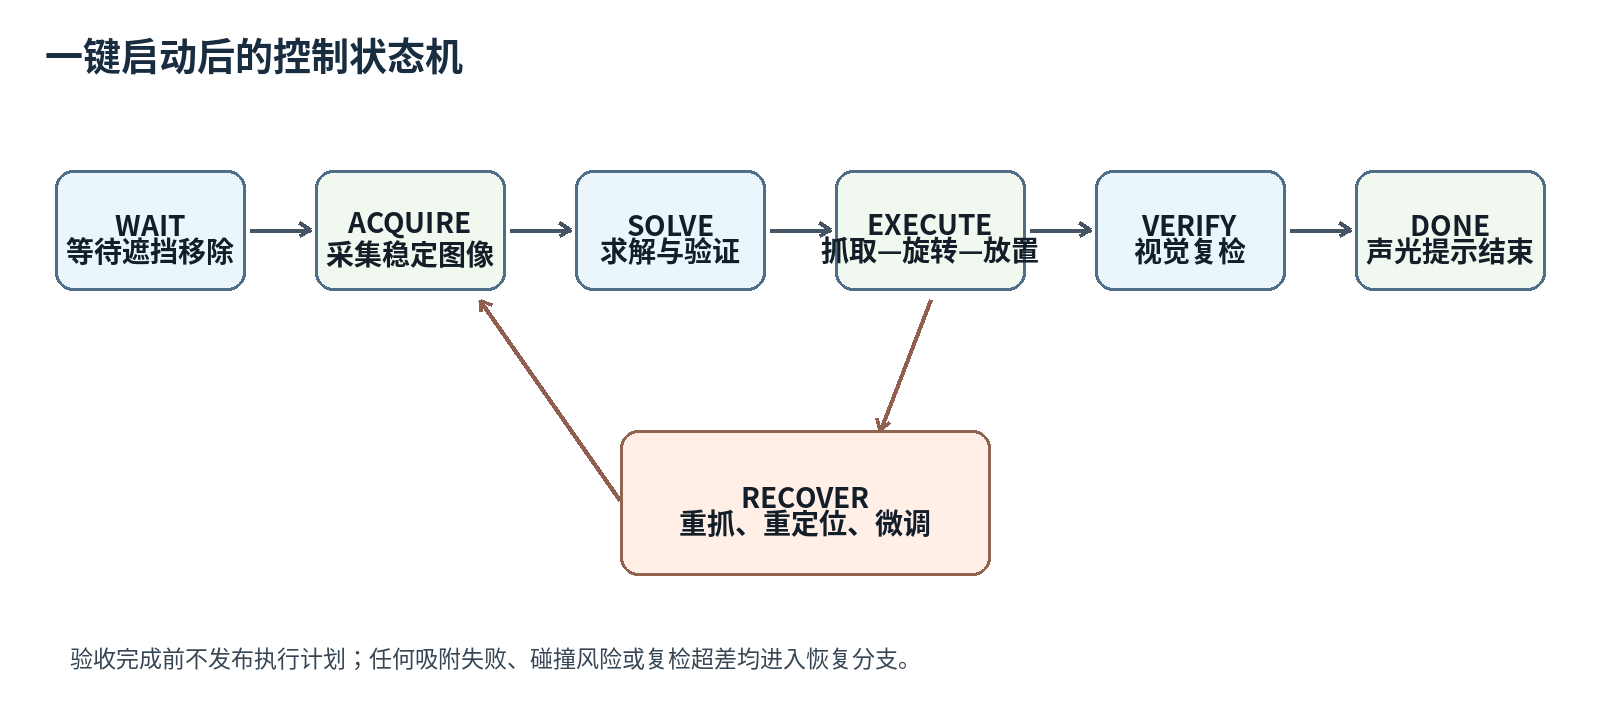 一键启动后的控制状态机
WAIT
等待遮挡移除
ACQUIRE
采集稳定图像
SOLVE
求解与验证
EXECUTE
抓取—旋转—放置
VERIFY
视觉复检
DONE
声光提示结束
RECOVER
重抓、重定位、微调
验收完成前不发布执行计划；任何吸附失败、碰撞风险或复检超差均进入恢复分支。